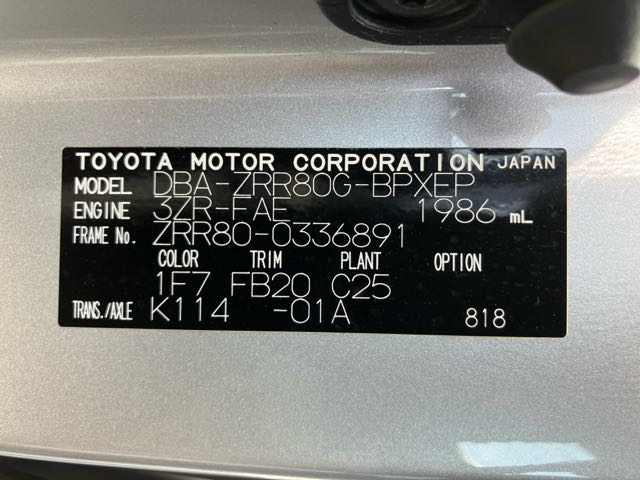 TOYOTA MOTOR CORPORATION JAPAN
MODEL DBA-ZRR80G-BPXEP
ENGINE 3ZR-FAE 1986 mL
FRAME No. ZRR80-0336891
COLOR TRIM PLANT OPTION
1F7 FB20 C25
TRANS./AXLE K114 -01A 818